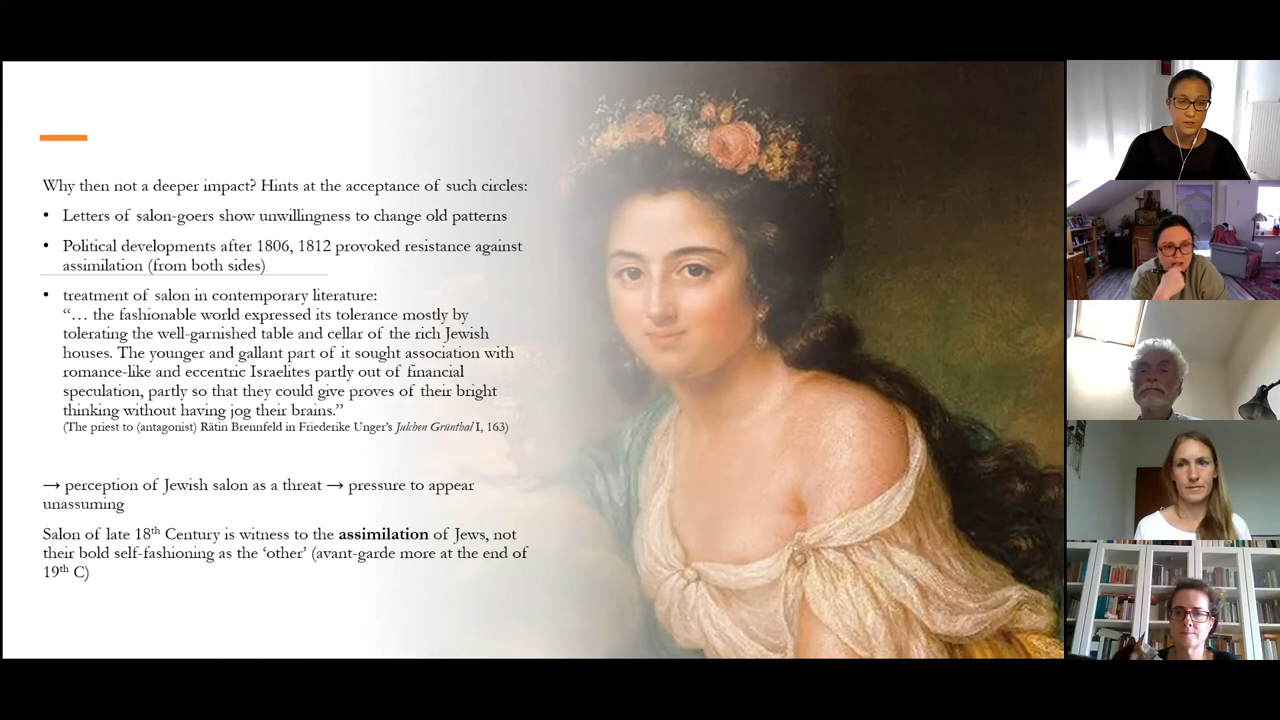 Why then not a deeper impact? Hints at the acceptance of such circles:
• Letters of salon-goers show unwillingness to change old patterns
• Political developments after 1806, 1812 provoked resistance against
assimilation (from both sides)
• treatment of salon in contemporary literature:
“… the fashionable world expressed its tolerance mostly by
tolerating the well-garnished table and cellar of the rich Jewish
houses. The younger and gallant part of it sought association with
romance-like and eccentric Israelites partly out of financial
speculation, partly so that they could give proves of their bright
thinking without having jog their brains.”
(The priest to (antagonist) Rätin Brennfeld in Friederike Unger’s Julchen Grünthal I, 163)
→ perception of Jewish salon as a threat → pressure to appear
unassuming
Salon of late 18th Century is witness to the assimilation of Jews, not
their bold self-fashioning as the ‘other’ (avant-garde more at the end of
19th C)